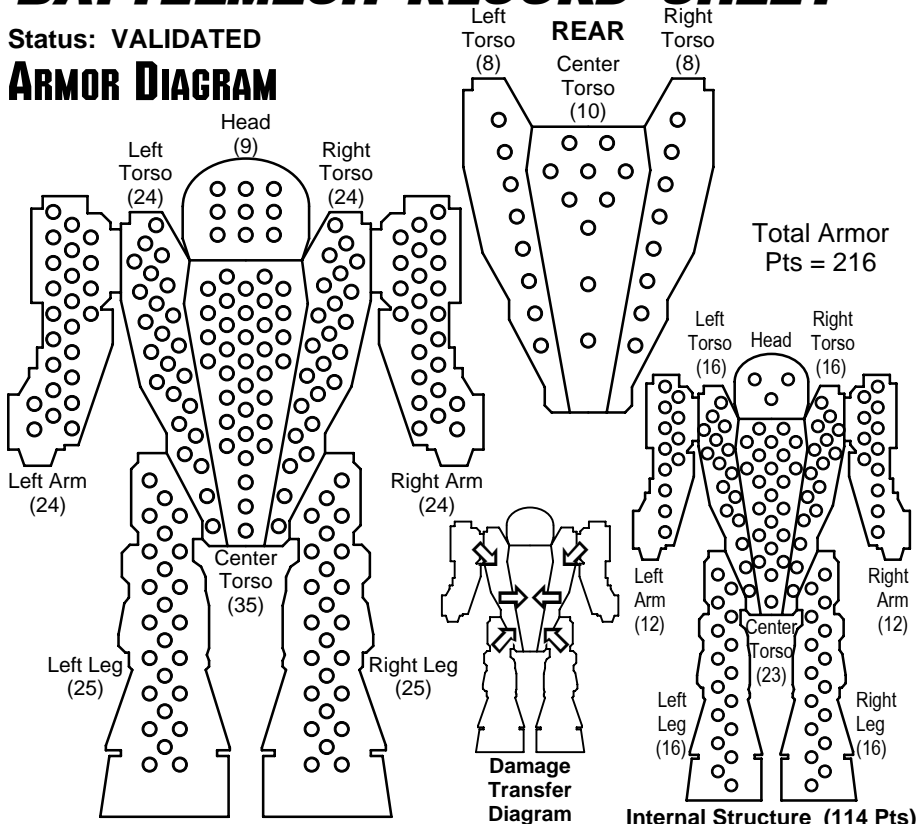 BATTLEMECH RECORD SHEET
Status: VALIDATED
ARMOR DIAGRAM
Head
(9)
Left
Torso
(24)
Right
Torso
(24)
Left Arm
(24)
Right Arm
(24)
Center
Torso
(35)
Left Leg
(25)
Right Leg
(25)
REAR
Left
Torso
(8)
Center
Torso
(10)
Right
Torso
(8)
Total Armor
Pts = 216
Left
Torso
(16)
Head
Right
Torso
(16)
Left
Arm
(12)
Right
Arm
(12)
Center
Torso
(23)
Left
Leg
(16)
Right
Leg
(16)
Damage
Transfer
Diagram
Internal Structure (114 Pts)